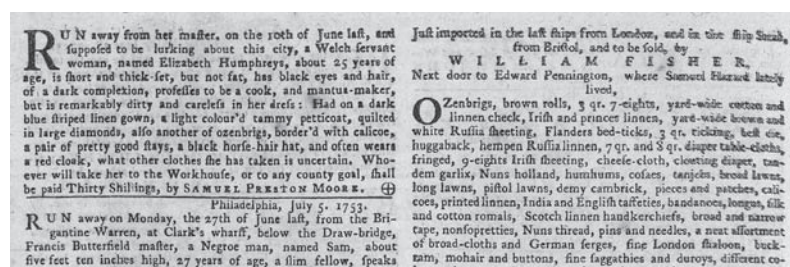 RUN away from her master, on the 10th of June last, and
supposed to be lurking about this city, a Welch servant
woman, named Elizabeth Humphreys, about 25 years of
age, is short and thick-set, but not fat, has black eyes and hair,
of a dark complexion, professes to be a cook, and mantua-maker,
but is remarkably dirty and careless in her dress: Had on a dark
blue striped linen gown, a light colour'd tammy petticoat, quilted
in large diamonds, also another of ozenbrigs, border'd with calicoe,
a pair of pretty good stays, a black horse-hair hat, and often wears
a red cloak, what other cloaths she has taken is uncertain. Who-
ever will take her to the Workhouse, or to any county goal, shall
be paid Thirty Shillings, by SAMUEL PRESTON MOORE.
Philadelphia, July 5. 1753.
RUN away on Monday, the 27th of June last, from the Bri-
gantine Warren, at Clark's wharff, below the Draw-bridge,
Francis Butterfield master, a Negroe man, named Sam, about
five feet ten inches high, 27 years of age, a slim fellow, speaks
Just imported in the last ships from London, and in the ship Sarah,
from Bristol, and to be sold, by
WILLIAM FISHER,
Next door to Edward Pennington, where Samuel Hazard lately
lived,
OZenbrigs, brown rolls, 3 qr. 7-eights, yard-wide cotton and
linnen check, Irish and princes linnen, yard-wide brown and
white Russia sheeting, Flanders bed-ticks, 3 qr. ticking, best
huggaback, hempen Russia linnen, 7 qr. and 8 qr. diaper table-cloths,
fringed, 9-eights Irish sheeting, cheese-cloth, clouting diaper, tan-
dem garlix, Nuns holland, humhums, cofaes, tanjebs, broad lawns,
long lawns, pistol lawns, demy cambrick, pieces and patches, cali-
coes, printed linnen, India and English taffeties, bandanoes, longus, silk
and cotton romals, Scotch linnen handkerchiefs, broad and narrow
tape, nonsopretties, Nuns thread, pins and needles, a neat assortment
of broad-cloths and German serges, fine London shaloon, buck-
ram, mohair and buttons, fine saggathies and duroys, different co-